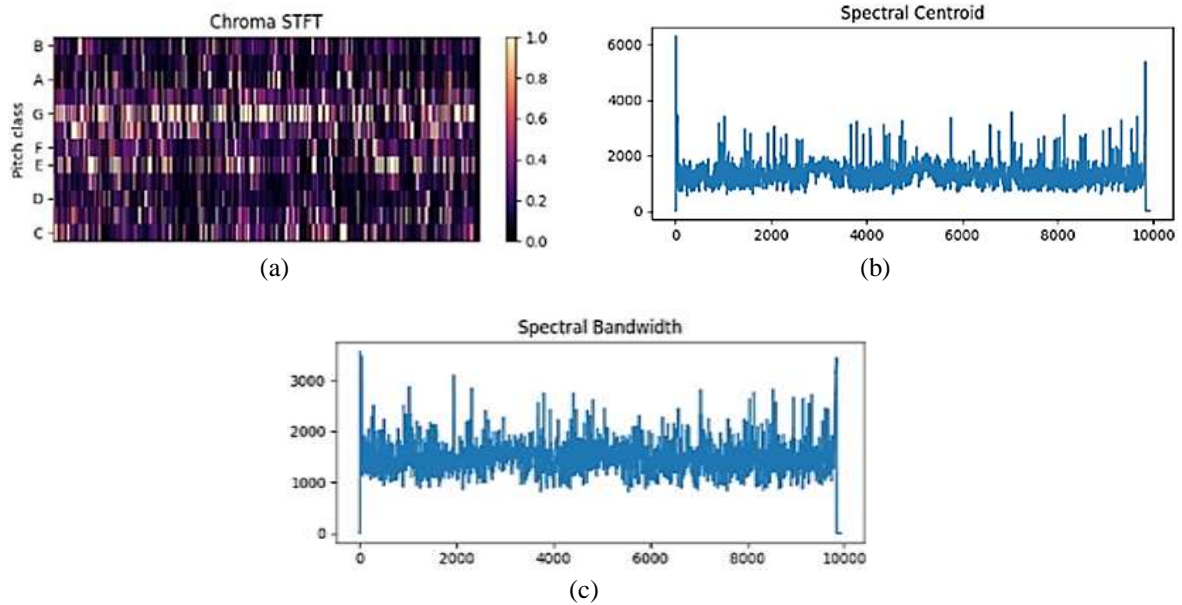 Chroma STFT
Pitch class
B
A
G
F
E
D
C
1.0
0.8
0.6
0.4
0.2
0.0
(a)
Spectral Centroid
6000
4000
2000
0
0 2000 4000 6000 8000 10000
(b)
Spectral Bandwidth
3000
2000
1000
0
0 2000 4000 6000 8000 10000
(c)